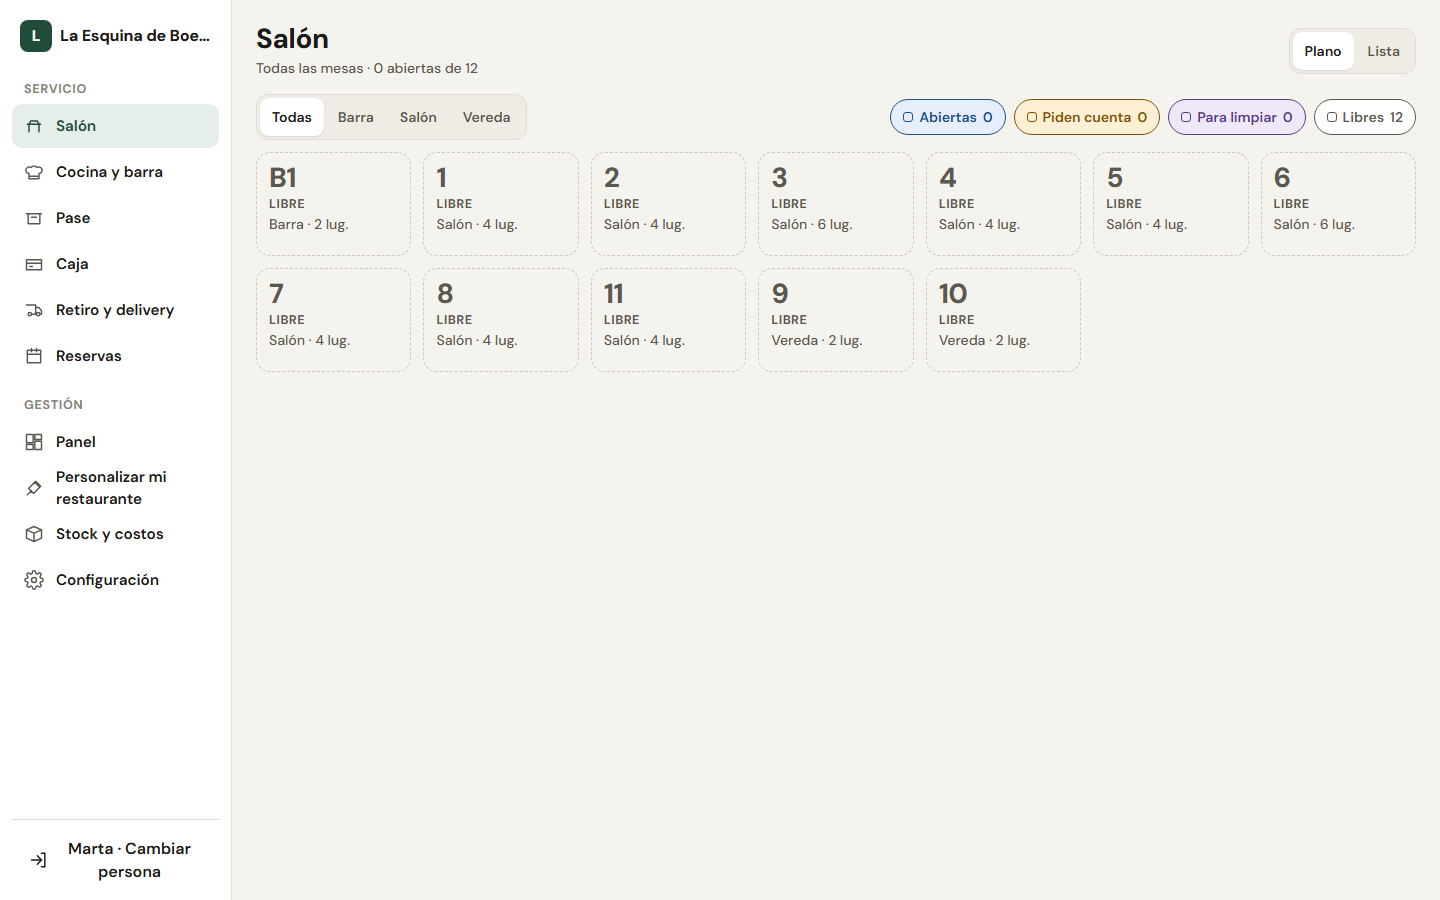 L
La Esquina de Boe...
SERVICIO
Salón
Cocina y barra
Pase
Caja
Retiro y delivery
Reservas
GESTIÓN
Panel
Personalizar mi
restaurante
Stock y costos
Configuración
Marta · Cambiar
persona
Salón
Todas las mesas · 0 abiertas de 12
Plano
Lista
Todas
Barra
Salón
Vereda
Abiertas 0
Piden cuenta 0
Para limpiar 0
Libres 12
B1
LIBRE
Barra · 2 lug.
1
LIBRE
Salón · 4 lug.
2
LIBRE
Salón · 4 lug.
3
LIBRE
Salón · 6 lug.
4
LIBRE
Salón · 4 lug.
5
LIBRE
Salón · 4 lug.
6
LIBRE
Salón · 6 lug.
7
LIBRE
Salón · 4 lug.
8
LIBRE
Salón · 4 lug.
11
LIBRE
Salón · 4 lug.
9
LIBRE
Vereda · 2 lug.
10
LIBRE
Vereda · 2 lug.